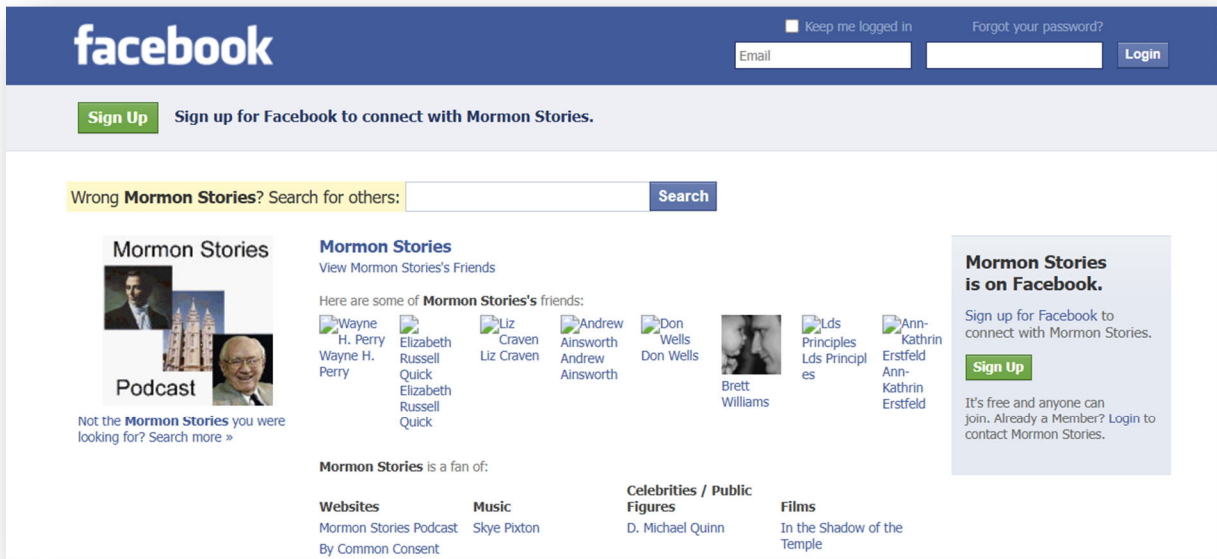 facebook
Keep me logged in
Forgot your password?
Email
Login
Sign Up
Sign up for Facebook to connect with Mormon Stories.
Wrong Mormon Stories? Search for others:
Search
Mormon Stories
Podcast
Not the Mormon Stories you were
looking for? Search more »
Mormon Stories
View Mormon Stories's Friends
Here are some of Mormon Stories's friends:
Wayne
H. Perry
Wayne H.
Perry
Elizabeth
Russell
Quick
Elizabeth
Russell
Quick
Liz
Craven
Liz Craven
Andrew
Ainsworth
Andrew
Ainsworth
Don
Wells
Don Wells
Brett
Williams
Lds
Principles
Lds Principl
es
Ann-
Kathrin
Erstfeld
Ann-
Kathrin
Erstfeld
Mormon Stories is a fan of:
Websites
Mormon Stories Podcast
By Common Consent
Music
Skye Pixton
Celebrities / Public
Figures
D. Michael Quinn
Films
In the Shadow of the
Temple
Mormon Stories
is on Facebook.
Sign up for Facebook to
connect with Mormon Stories.
Sign Up
It's free and anyone can
join. Already a Member? Login to
contact Mormon Stories.